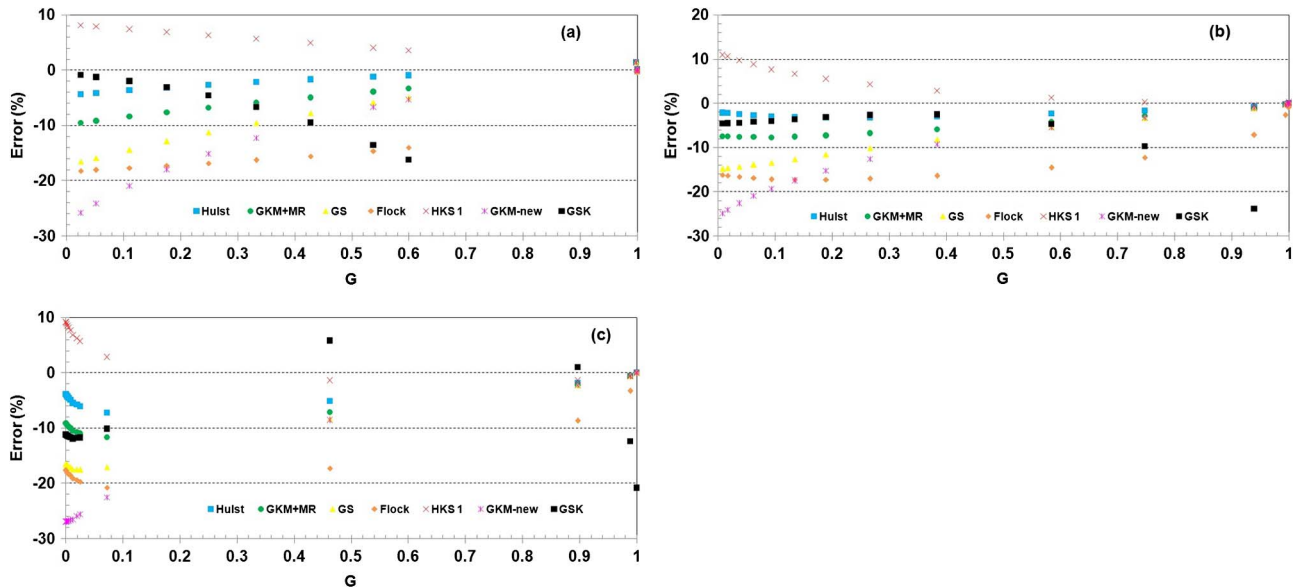 (a)
Error (%)
10
0
-10
-20
-30
Hulst GKM+MR GS Flock HKS 1 GKM-new GSK
0 0.1 0.2 0.3 0.4 0.5 0.6 0.7 0.8 0.9 1
G
(b)
Error (%)
20
10
0
-10
-20
-30
Hulst GKM+MR GS Flock HKS 1 GKM-new GSK
0 0.1 0.2 0.3 0.4 0.5 0.6 0.7 0.8 0.9 1
G
(c)
Error (%)
10
0
-10
-20
-30
Hulst GKM+MR GS Flock HKS 1 GKM-new GSK
0 0.1 0.2 0.3 0.4 0.5 0.6 0.7 0.8 0.9 1
G